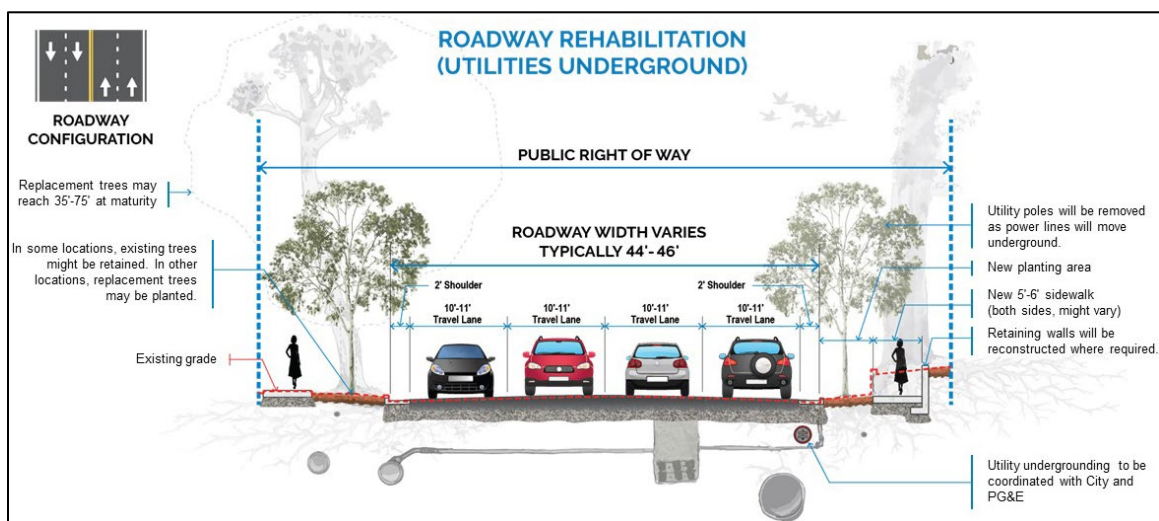 ROADWAY REHABILITATION
(UTILITIES UNDERGROUND)
ROADWAY
CONFIGURATION
PUBLIC RIGHT OF WAY
Replacement trees may
reach 35'-75' at maturity
In some locations, existing trees
might be retained. In other
locations, replacement trees
may be planted.
Existing grade
ROADWAY WIDTH VARIES
TYPICALLY 44'- 46'
2' Shoulder
2' Shoulder
10'-11'
Travel Lane
10'-11'
Travel Lane
10'-11'
Travel Lane
10'-11'
Travel Lane
Utility poles will be removed
as power lines will move
underground.
New planting area
New 5'-6' sidewalk
(both sides, might vary)
Retaining walls will be
reconstructed where required.
Utility undergrounding to be
coordinated with City and
PG&E